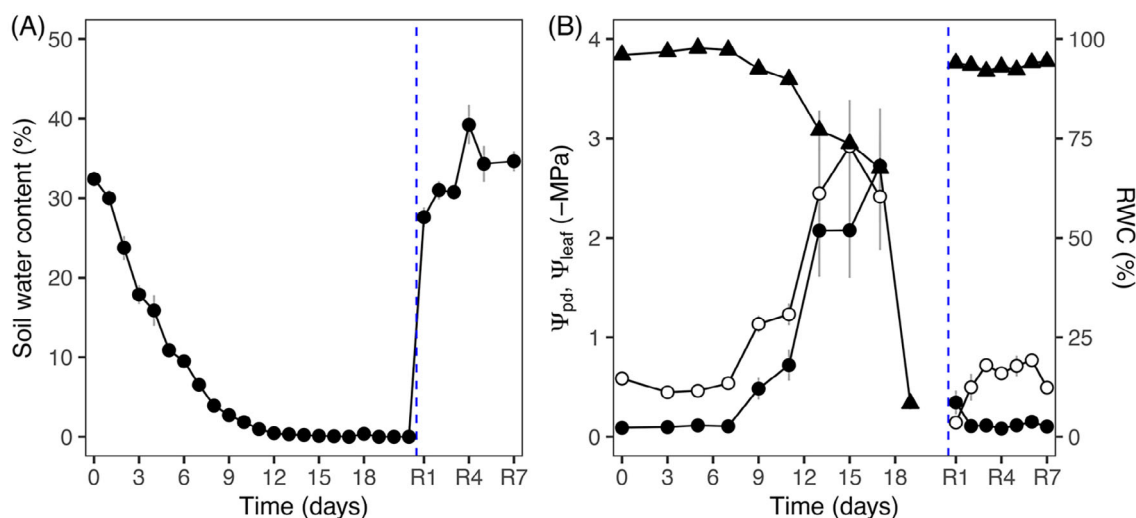 (A)
Soil water content (%)
50
40
30
20
10
0
0 3 6 9 12 15 18 R1 R4 R7
Time (days)
(B)
Ψpd, Ψleaf (−MPa)
4
3
2
1
0
0 3 6 9 12 15 18 R1 R4 R7
Time (days)
100
75
50
25
0
RWC (%)